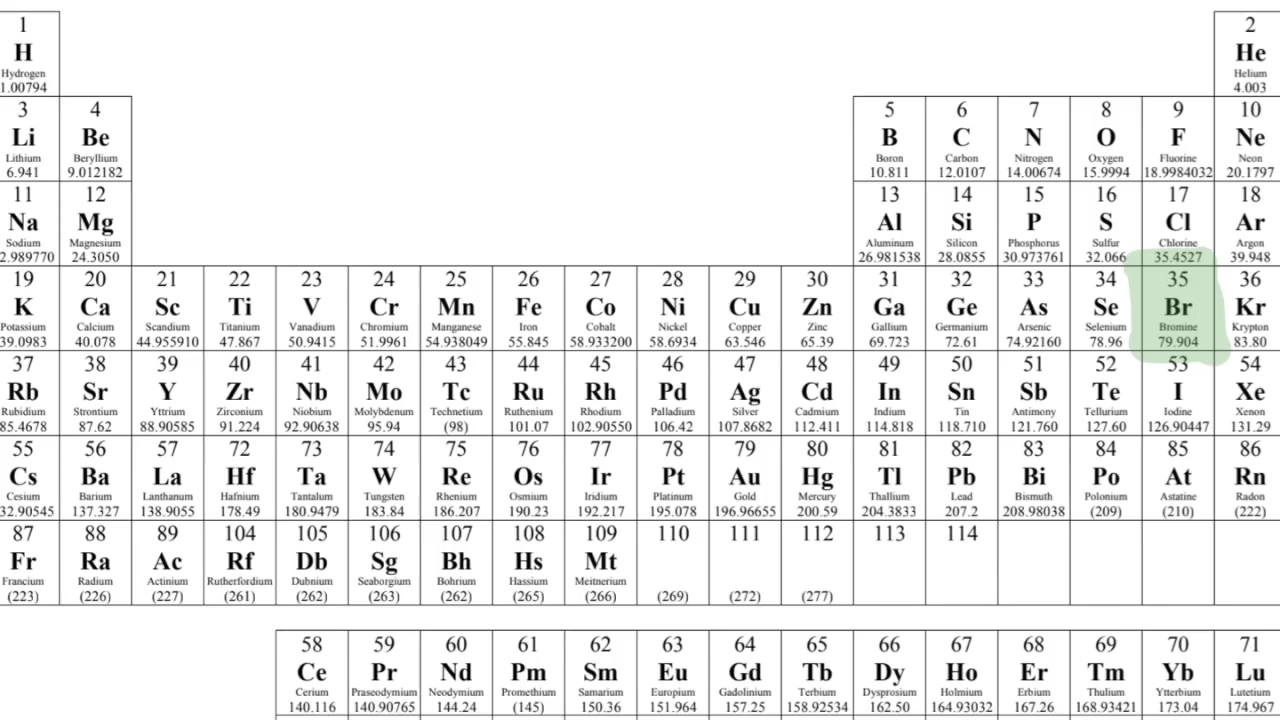 1 2
H He
Hydrogen Helium
1.00794 4.003
3 4 5 6 7 8 9 10
Li Be B C N O F Ne
Lithium Beryllium Boron Carbon Nitrogen Oxygen Fluorine Neon
6.941 9.012182 10.811 12.0107 14.00674 15.9994 18.9984032 20.1797
11 12 13 14 15 16 17 18
Na Mg Al Si P S Cl Ar
Sodium Magnesium Aluminum Silicon Phosphorus Sulfur Chlorine Argon
2.989770 24.3050 26.981538 28.0855 30.973761 32.066 35.4527 39.948
19 20 21 22 23 24 25 26 27 28 29 30 31 32 33 34 35 36
K Ca Sc Ti V Cr Mn Fe Co Ni Cu Zn Ga Ge As Se Br Kr
Potassium Calcium Scandium Titanium Vanadium Chromium Manganese Iron Cobalt Nickel Copper Zinc Gallium Germanium Arsenic Selenium Bromine Krypton
39.0983 40.078 44.955910 47.867 50.9415 51.9961 54.938049 55.845 58.933200 58.6934 63.546 65.39 69.723 72.61 74.92160 78.96 79.904 83.80
37 38 39 40 41 42 43 44 45 46 47 48 49 50 51 52 53 54
Rb Sr Y Zr Nb Mo Tc Ru Rh Pd Ag Cd In Sn Sb Te I Xe
Rubidium Strontium Yttrium Zirconium Niobium Molybdenum Technetium Ruthenium Rhodium Palladium Silver Cadmium Indium Tin Antimony Tellurium Iodine Xenon
85.4678 87.62 88.90585 91.224 92.90638 95.94 (98) 101.07 102.90550 106.42 107.8682 112.411 114.818 118.710 121.760 127.60 126.90447 131.29
55 56 57 72 73 74 75 76 77 78 79 80 81 82 83 84 85 86
Cs Ba La Hf Ta W Re Os Ir Pt Au Hg Tl Pb Bi Po At Rn
Cesium Barium Lanthanum Hafnium Tantalum Tungsten Rhenium Osmium Iridium Platinum Gold Mercury Thallium Lead Bismuth Polonium Astatine Radon
32.90545 137.327 138.9055 178.49 180.9479 183.84 186.207 190.23 192.217 195.078 196.96655 200.59 204.3833 207.2 208.98038 (209) (210) (222)
87 88 89 104 105 106 107 108 109 110 111 112 113 114
Fr Ra Ac Rf Db Sg Bh Hs Mt
Francium Radium Actinium Rutherfordium Dubnium Seaborgium Bohrium Hassium Meitnerium
(223) (226) (227) (261) (262) (263) (262) (265) (266) (269) (272) (277)
58 59 60 61 62 63 64 65 66 67 68 69 70 71
Ce Pr Nd Pm Sm Eu Gd Tb Dy Ho Er Tm Yb Lu
Cerium Praseodymium Neodymium Promethium Samarium Europium Gadolinium Terbium Dysprosium Holmium Erbium Thulium Ytterbium Lutetium
140.116 140.90765 144.24 (145) 150.36 151.964 157.25 158.92534 162.50 164.93032 167.26 168.93421 173.04 174.967